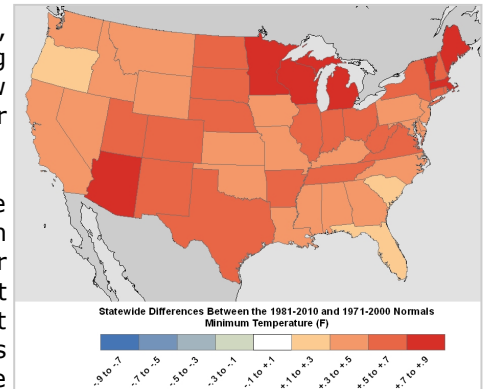 ,
g
w
r
e
n
r
t
t
s
e
Statewide Differences Between the 1981-2010 and 1971-2000 Normals
Minimum Temperature (F)
-.9 to -.7
-.7 to -.5
-.5 to -.3
-.3 to -.1
-.1 to +.1
+.1 to +.3
+.3 to +.5
+.5 to +.7
+.7 to +.9